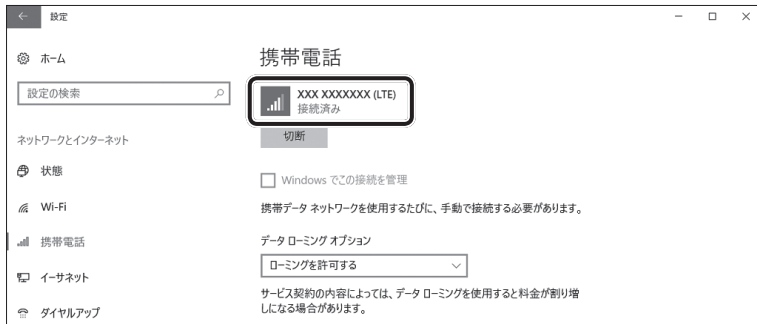 設定
ホーム
設定の検索
ネットワークとインターネット
状態
Wi-Fi
携帯電話
イーサネット
ダイヤルアップ
携帯電話
XXX XXXXXXX (LTE)
接続済み
切断
Windows でこの接続を管理
携帯データ ネットワークを使用するたびに、手動で接続する必要があります。
データ ローミング オプション
ローミングを許可する
サービス契約の内容によっては、データ ローミングを使用すると料金が割り増
しになる場合があります。